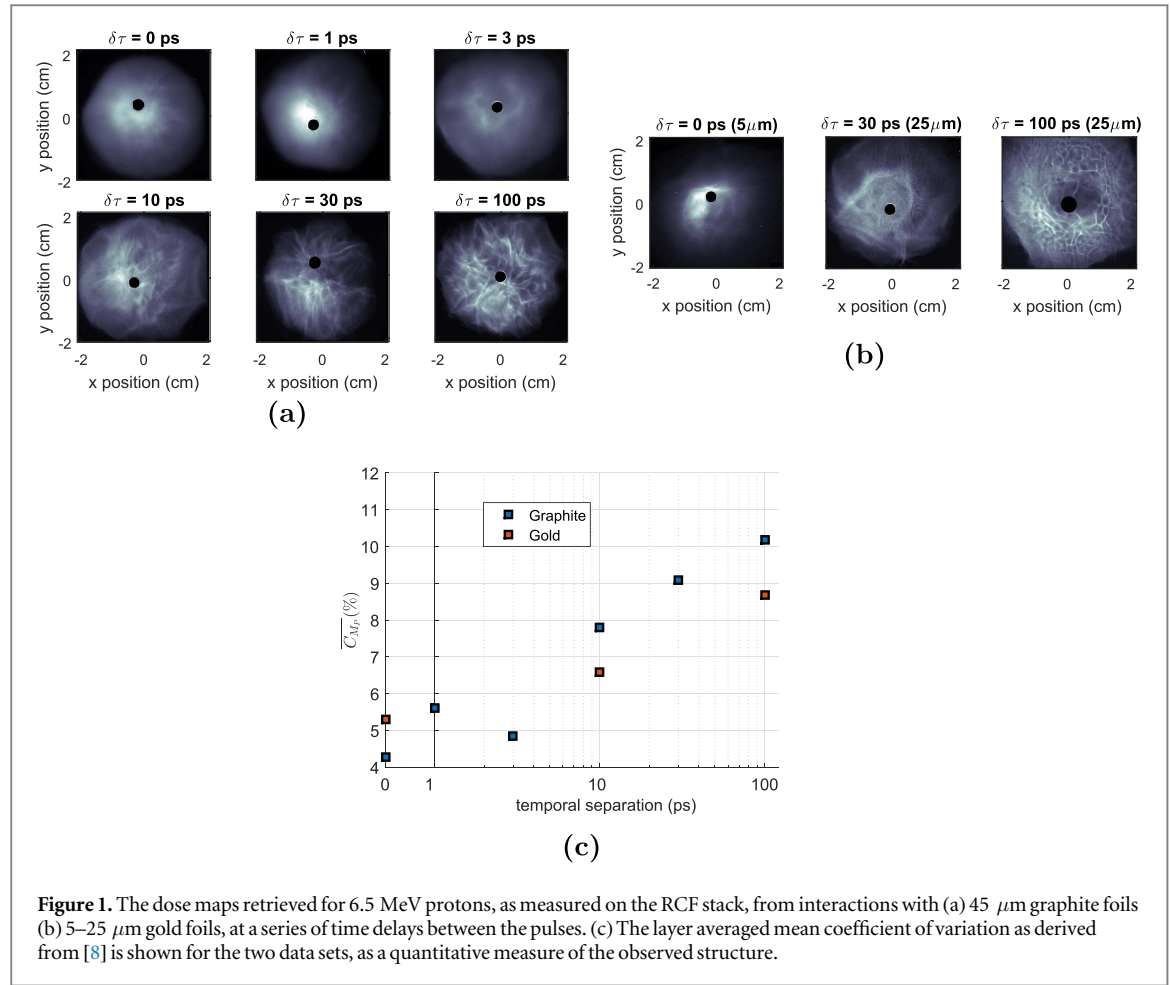 δτ = 0 ps δτ = 1 ps δτ = 3 ps
2
0
-2
y position (cm)
δτ = 10 ps δτ = 30 ps δτ = 100 ps
2
0
-2
y position (cm)
-2 0 2 -2 0 2 -2 0 2
x position (cm) x position (cm) x position (cm)
(a)
δτ = 0 ps (5μm) δτ = 30 ps (25μm) δτ = 100 ps (25μm)
2
0
-2
y position (cm)
-2 0 2 -2 0 2 -2 0 2
x position (cm) x position (cm) x position (cm)
(b)
12
11
10
9
8
7
6
5
4
C_{M_P}(%)
Graphite
Gold
0 1 10 100
temporal separation (ps)
(c)
Figure 1. The dose maps retrieved for 6.5 MeV protons, as measured on the RCF stack, from interactions with (a) 45 μm graphite foils
(b) 5–25 μm gold foils, at a series of time delays between the pulses. (c) The layer averaged mean coefficient of variation as derived
from [8] is shown for the two data sets, as a quantitative measure of the observed structure.